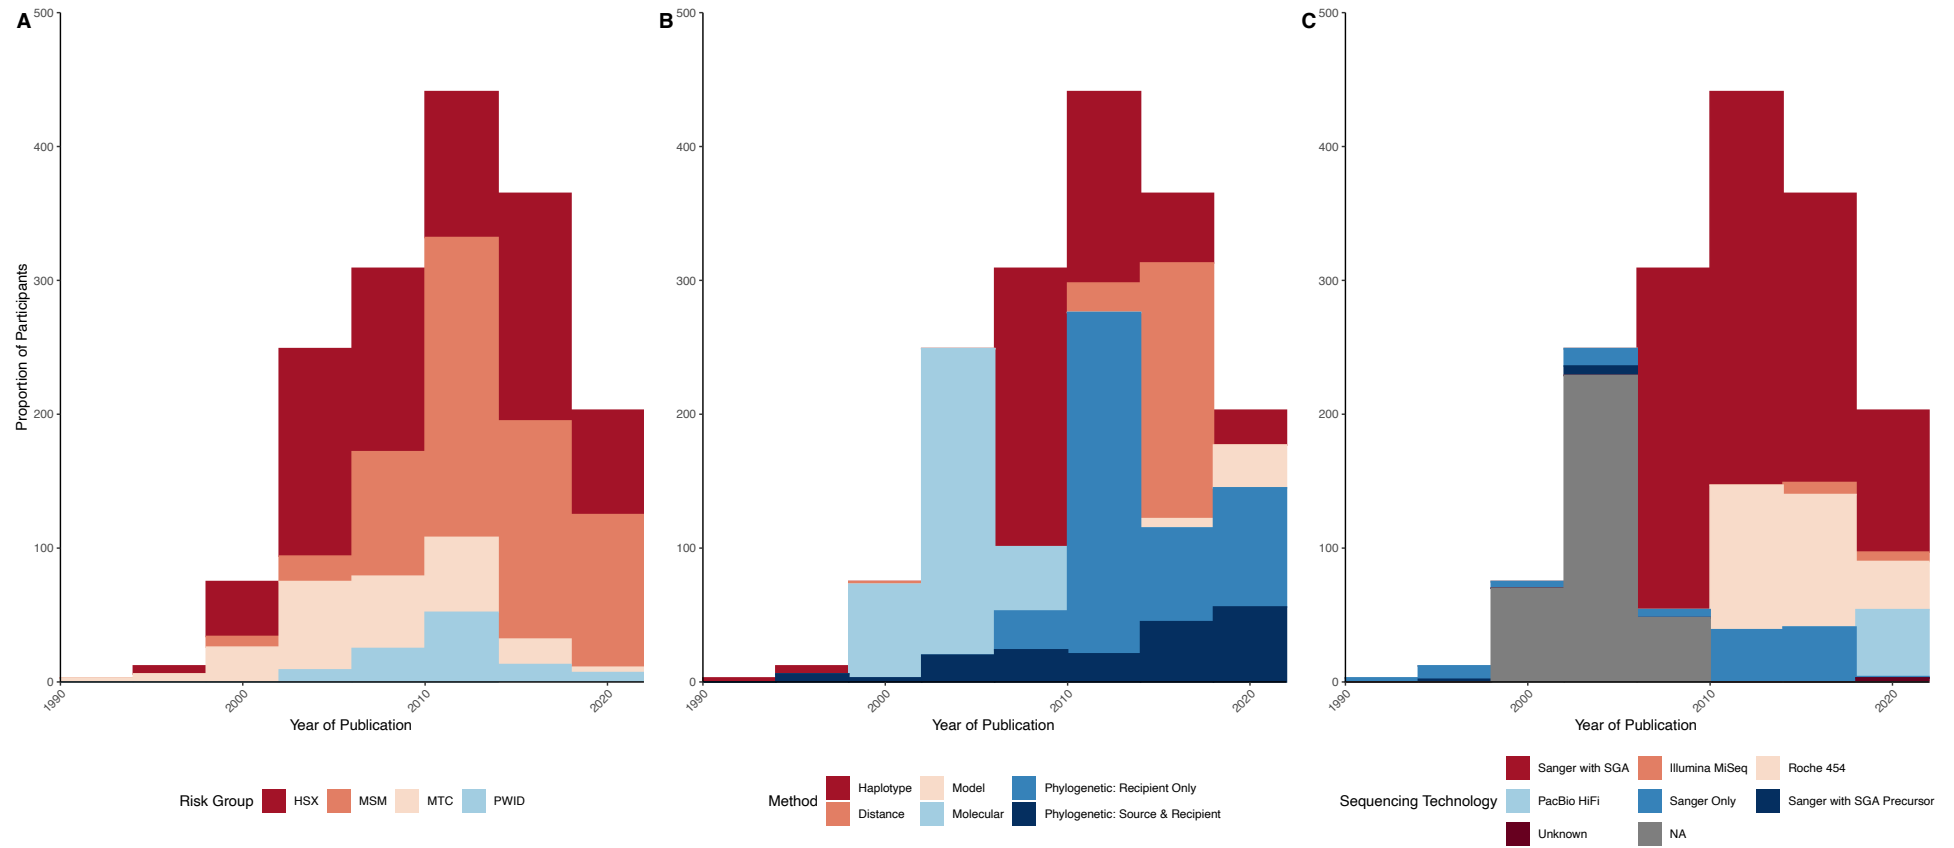 A
B
C
Proportion of Participants
500
400
300
200
100
0
1990
2000
2010
2020
Year of Publication
500
400
300
200
100
0
1990
2000
2010
2020
Year of Publication
500
400
300
200
100
0
1990
2000
2010
2020
Year of Publication
Risk Group HSX MSM MTC PWID
Method
Haplotype Model Phylogenetic: Recipient Only
Distance Molecular Phylogenetic: Source & Recipient
Sequencing Technology
Sanger with SGA Illumina MiSeq Roche 454
PacBio HiFi Sanger Only Sanger with SGA Precursor
Unknown NA